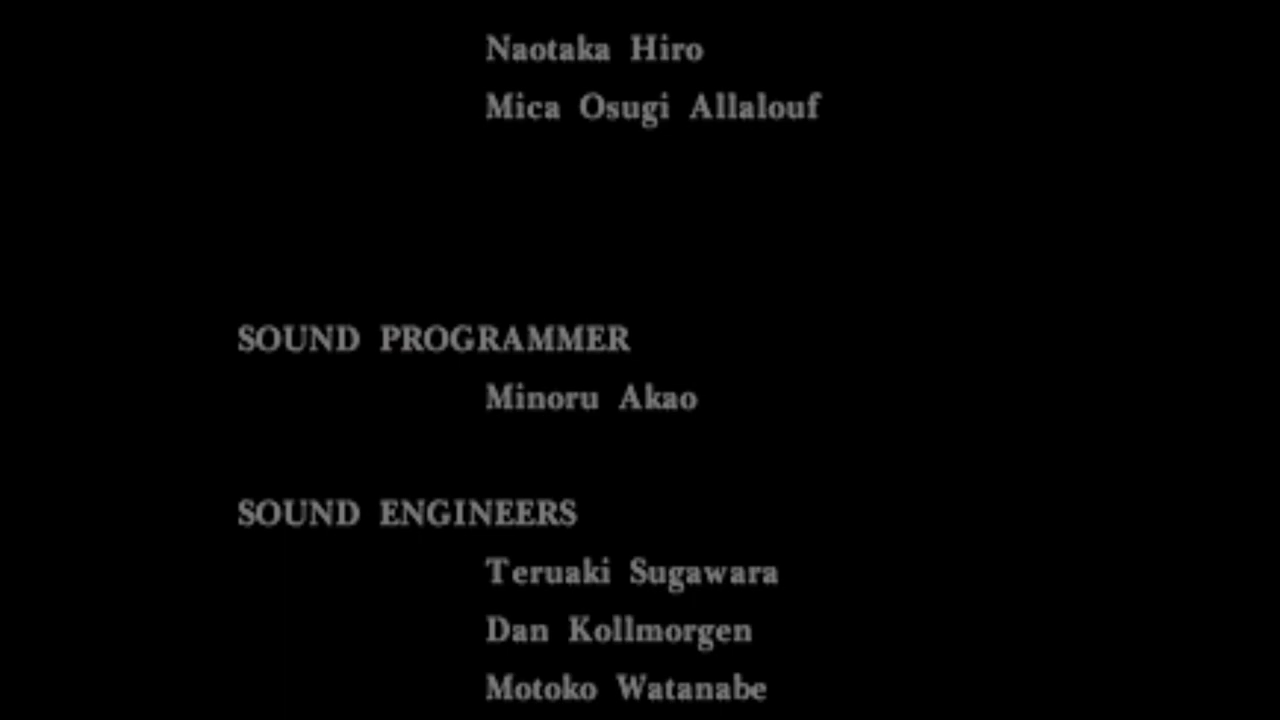 Naotaka Hiro
Mica Osugi Allalouf
SOUND PROGRAMMER
Minoru Akao
SOUND ENGINEERS
Teruaki Sugawara
Dan Kollmorgen
Motoko Watanabe